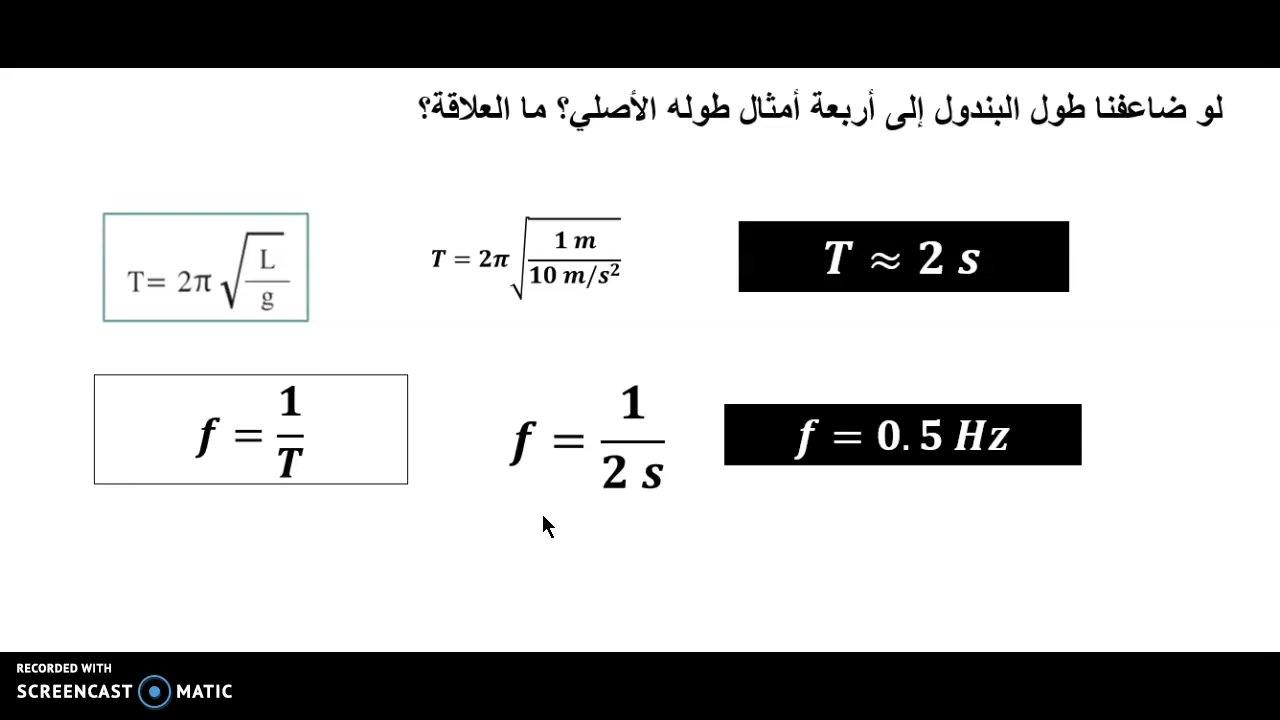 لو ضاعفنا طول البندول إلى أربعة أمثال طوله الأصلي؟ ما العلاقة؟
T= 2π √(L/g)
T = 2π √(1 m / 10 m/s²)
T ≈ 2 s
f = 1/T
f = 1/2 s
f = 0.5 Hz
RECORDED WITH
SCREENCAST MATIC